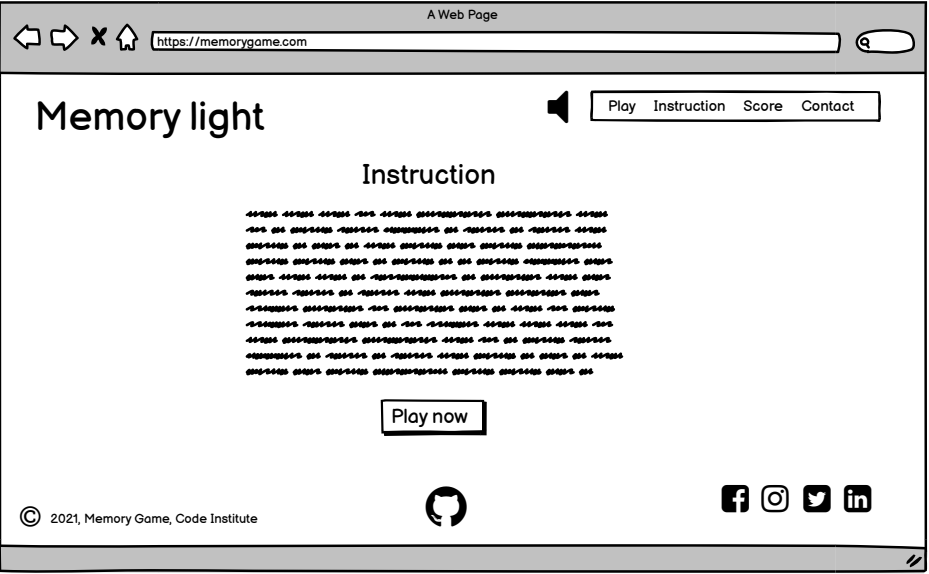 A Web Page
https://memorygame.com
Memory light
Play Instruction Score Contact
Instruction
Play now
© 2021, Memory Game, Code Institute